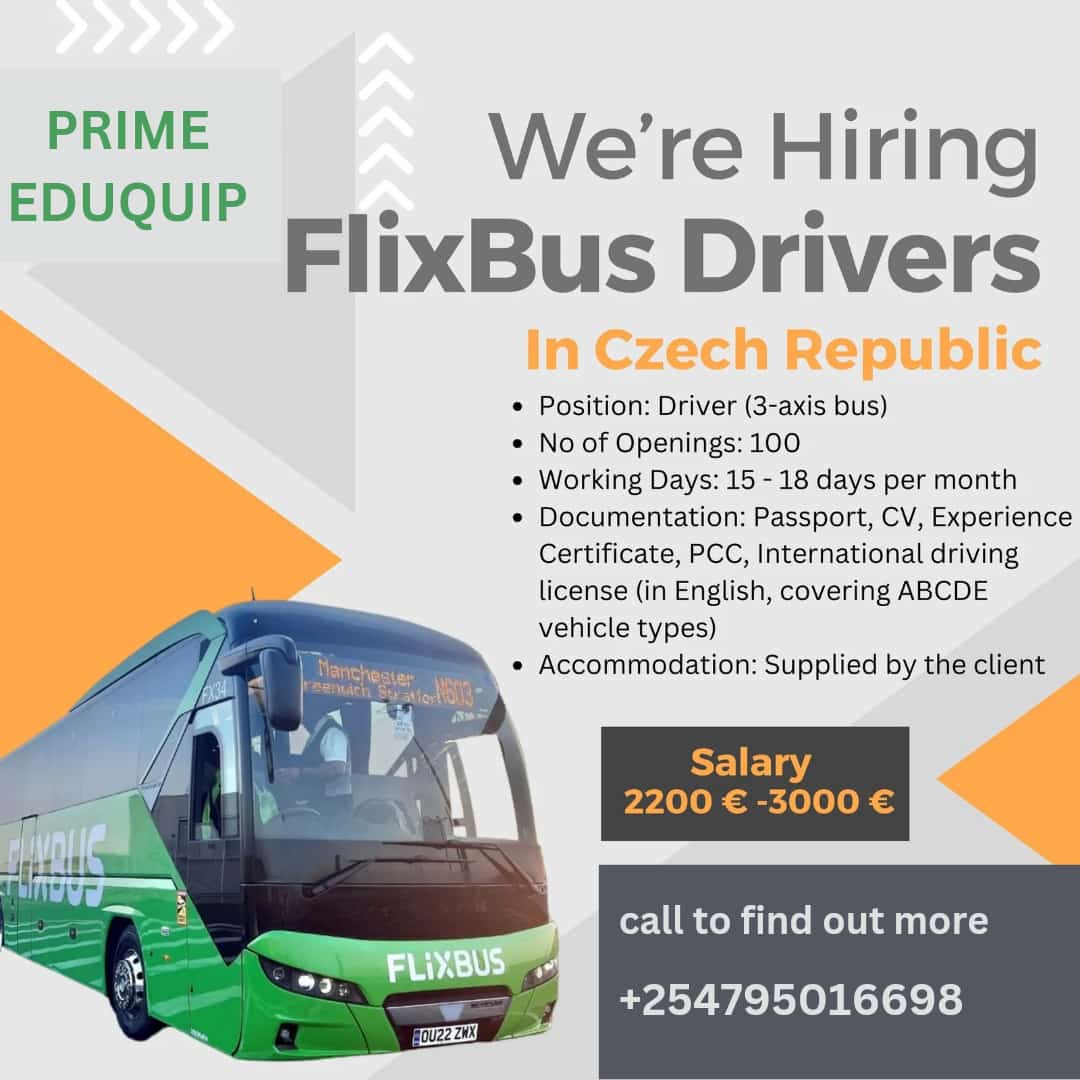 PRIME
EDUQUIP
We're Hiring
FlixBus Drivers
In Czech Republic
• Position: Driver (3-axis bus)
• No of Openings: 100
• Working Days: 15 - 18 days per month
• Documentation: Passport, CV, Experience
Certificate, PCC, International driving
license (in English, covering ABCDE
vehicle types)
• Accommodation: Supplied by the client
Salary
2200 € -3000 €
call to find out more
+254795016698
Manchester
N603
FX34
FLiXBUS
FLiXBUS
OU22 ZWX